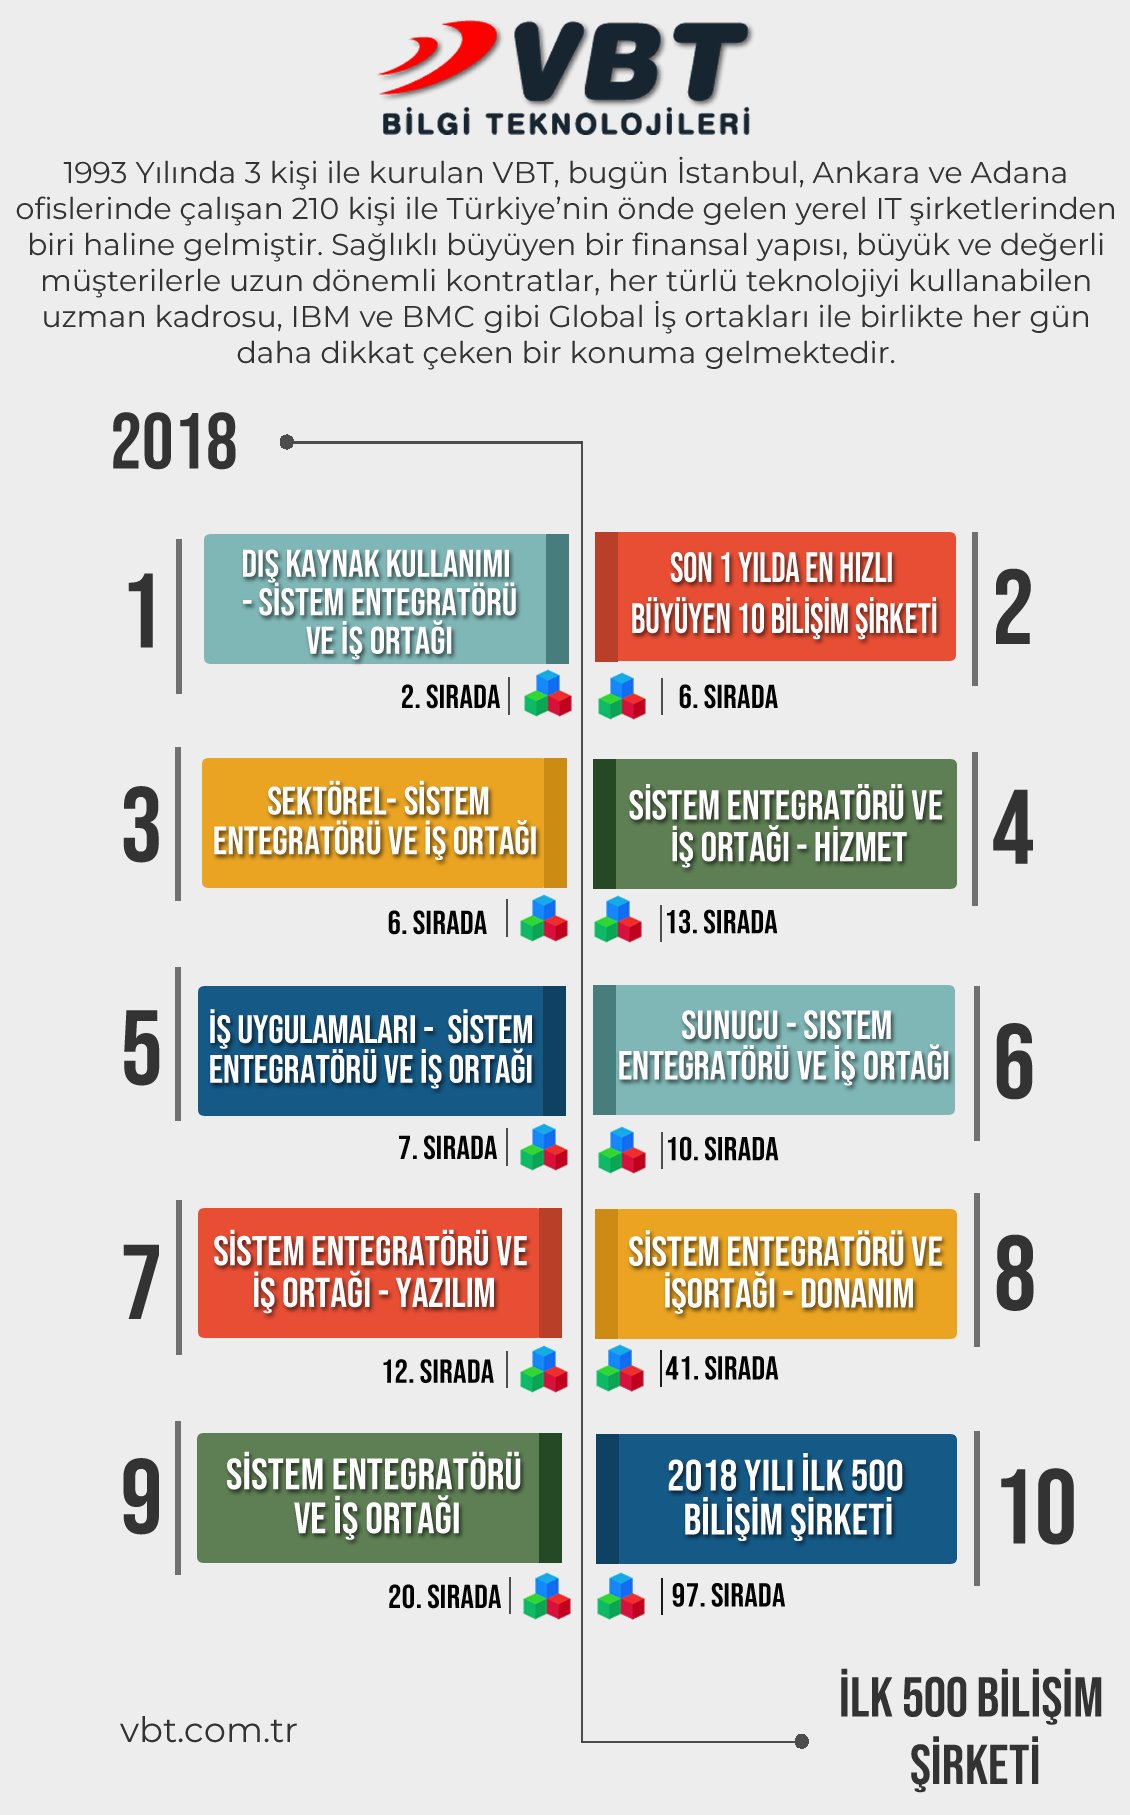 VBT
BİLGİ TEKNOLOJİLERİ
1993 Yılında 3 kişi ile kurulan VBT, bugün İstanbul, Ankara ve Adana
ofislerinde çalışan 210 kişi ile Türkiye'nin önde gelen yerel IT şirketlerinden
biri haline gelmiştir. Sağlıklı büyüyen bir finansal yapısı, büyük ve değerli
müşterilerle uzun dönemli kontratlar, her türlü teknolojiyi kullanabilen
uzman kadrosu, IBM ve BMC gibi Global İş ortakları ile birlikte her gün
daha dikkat çeken bir konuma gelmektedir.
2018
1
DIŞ KAYNAK KULLANIMI
- SİSTEM ENTEGRATÖRÜ
VE İŞ ORTAĞI
2. SIRADA
2
SON 1 YILDA EN HIZLI
BÜYÜYEN 10 BİLİŞİM ŞİRKETİ
6. SIRADA
3
SEKTÖREL- SİSTEM
ENTEGRATÖRÜ VE İŞ ORTAĞI
6. SIRADA
4
SİSTEM ENTEGRATÖRÜ VE
İŞ ORTAĞI - HİZMET
13. SIRADA
5
İŞ UYGULAMALARI - SİSTEM
ENTEGRATÖRÜ VE İŞ ORTAĞI
7. SIRADA
6
SUNUCU - SISTEM
ENTEGRATÖRÜ VE İŞ ORTAĞI
10. SIRADA
7
SİSTEM ENTEGRATÖRÜ VE
İŞ ORTAĞI - YAZILIM
12. SIRADA
8
SİSTEM ENTEGRATÖRÜ VE
İŞORTAĞI - DONANIM
41. SIRADA
9
SİSTEM ENTEGRATÖRÜ
VE İŞ ORTAĞI
20. SIRADA
10
2018 YILI İLK 500
BİLİŞİM ŞİRKETİ
97. SIRADA
İLK 500 BİLİŞİM
ŞİRKETİ
vbt.com.tr